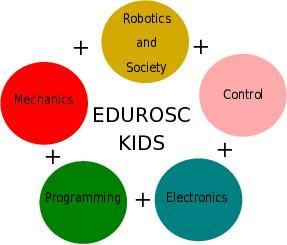 Robotics
and
Society
+ +
Mechanics
Control
EDUROSC
KIDS
+ +
Programming + Electronics